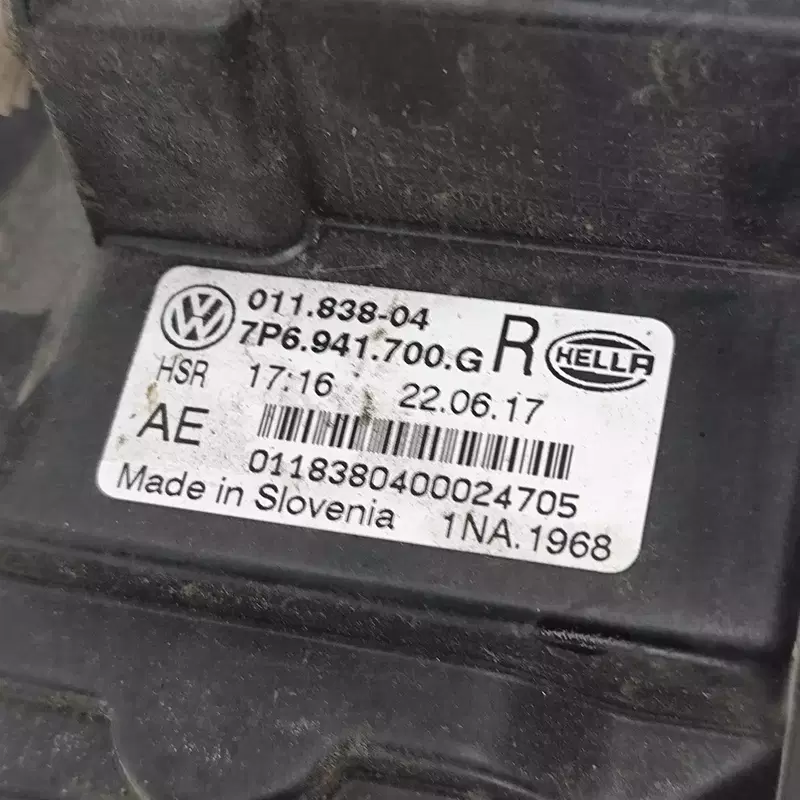 011.838-04
7P6.941.700.G R HELLA
HSR 17:16 22.06.17
AE
0118380400024705
Made in Slovenia 1NA.1968